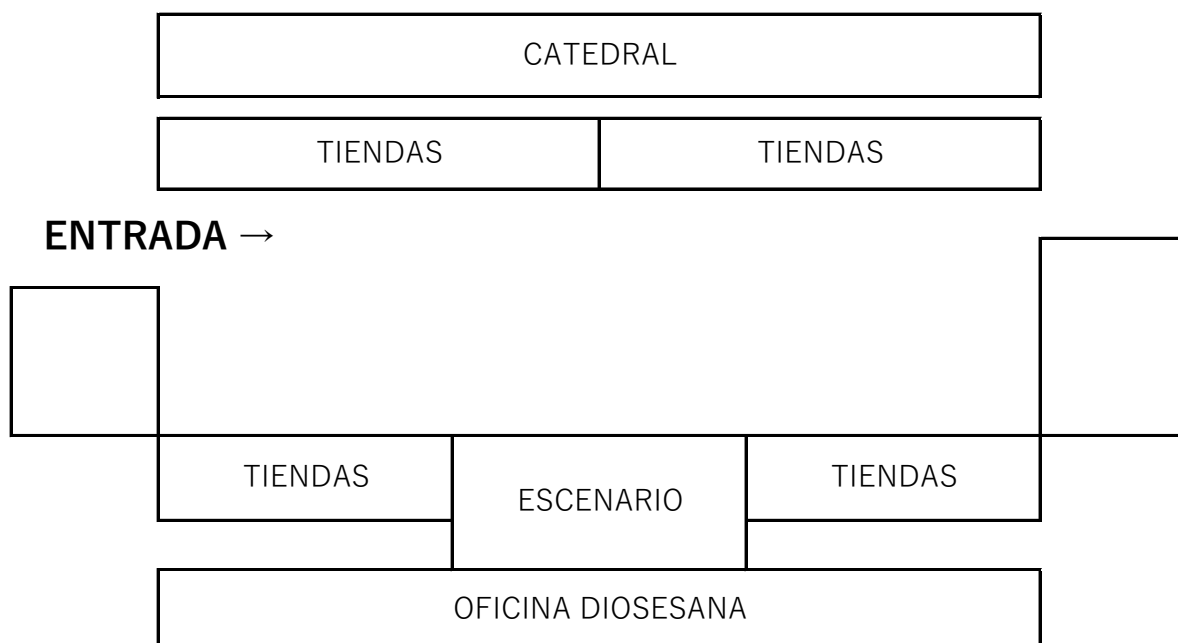 CATEDRAL
TIENDAS TIENDAS
ENTRADA →
TIENDAS TIENDAS
ESCENARIO
OFICINA DIOSESANA